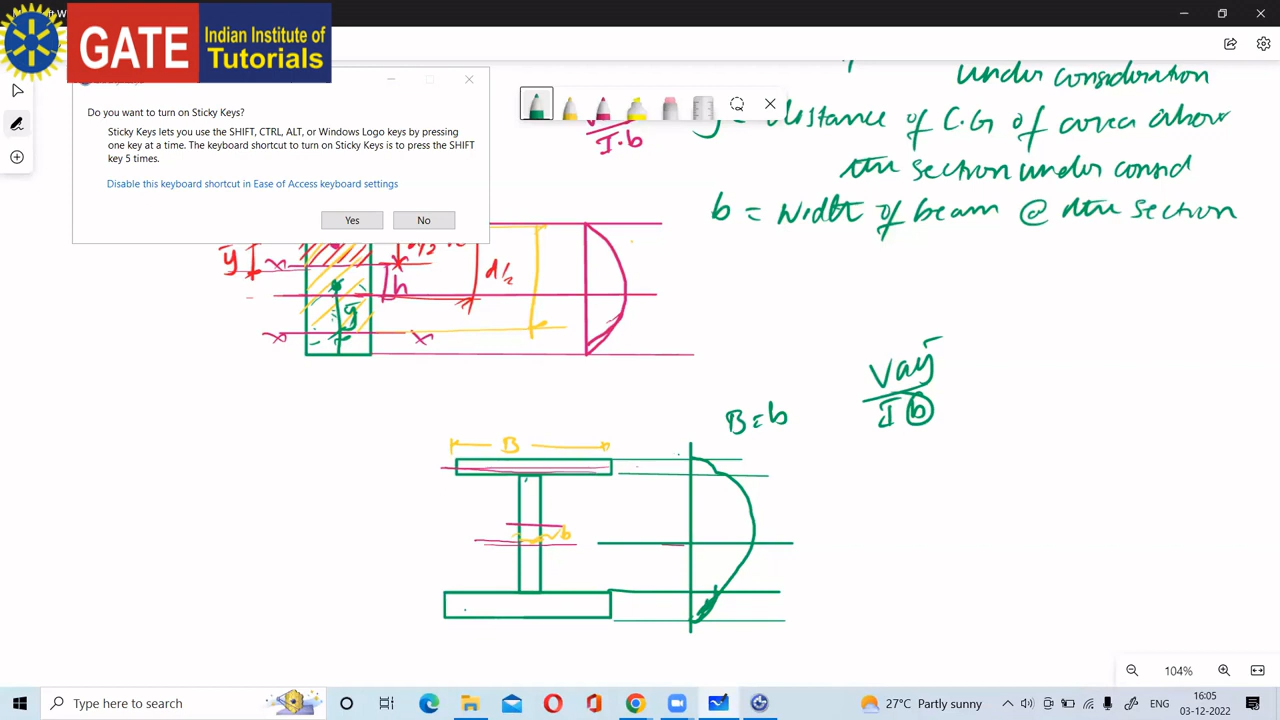 GATE Indian Institute of
Tutorials
under consideration
Do you want to turn on Sticky Keys?
Sticky Keys lets you use the SHIFT, CTRL, ALT, or Windows Logo keys by pressing
one key at a time. The keyboard shortcut to turn on Sticky Keys is to press the SHIFT
key 5 times.
Disable this keyboard shortcut in Ease of Access keyboard settings
Yes No
distance of C.G of area above
the section under consid
b = width of beam @ the section
I.b
ȳ
x
x
d/2
h
d/2
ȳ
x
x
Vaȳ
I b
B = b
B
b
104%
Type here to search
27°C Partly sunny
ENG
16:05
03-12-2022